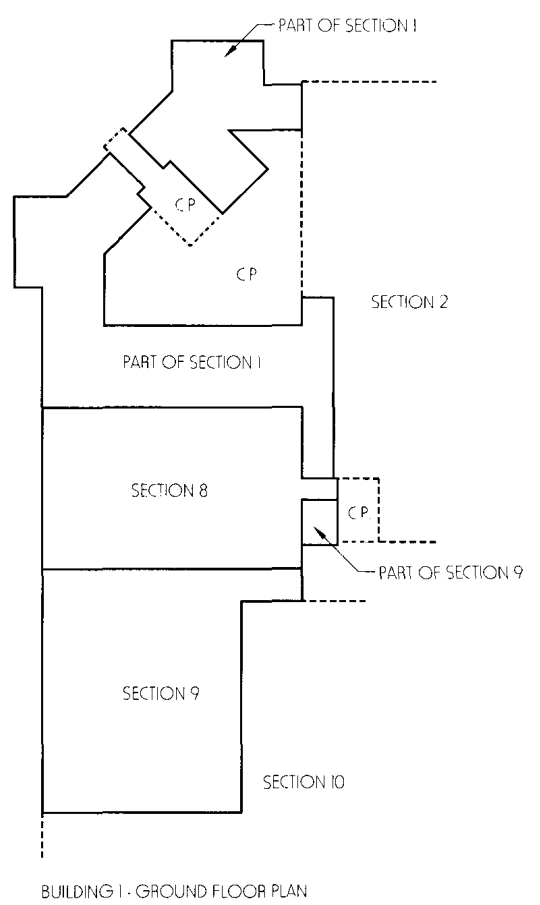 PART OF SECTION 1
C P
C P
SECTION 2
PART OF SECTION 1
SECTION 8
C P.
PART OF SECTION 9
SECTION 9
SECTION 10
BUILDING 1 - GROUND FLOOR PLAN